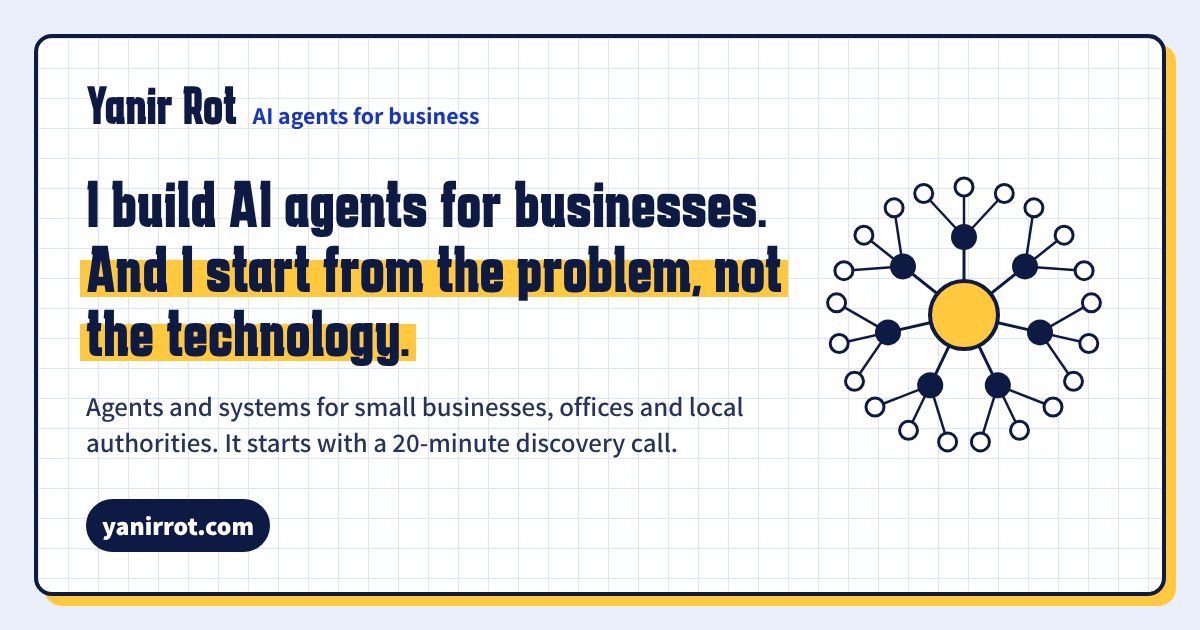 Yanir Rot AI agents for business
I build AI agents for businesses.
And I start from the problem, not
the technology.
Agents and systems for small businesses, offices and local
authorities. It starts with a 20-minute discovery call.
yanirrot.com